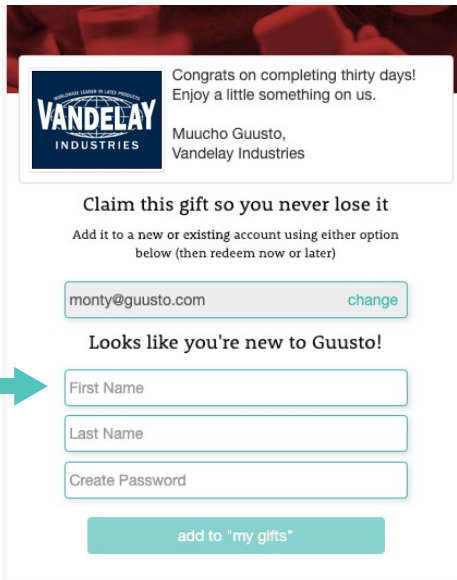 Congrats on completing thirty days!
Enjoy a little something on us.
WORLDWIDE LEADER IN LATEX PRODUCTS
VANDELAY
INDUSTRIES
Muucho Guusto,
Vandelay Industries
Claim this gift so you never lose it
Add it to a new or existing account using either option
below (then redeem now or later)
monty@guusto.com change
Looks like you're new to Guusto!
First Name
Last Name
Create Password
add to "my gifts"